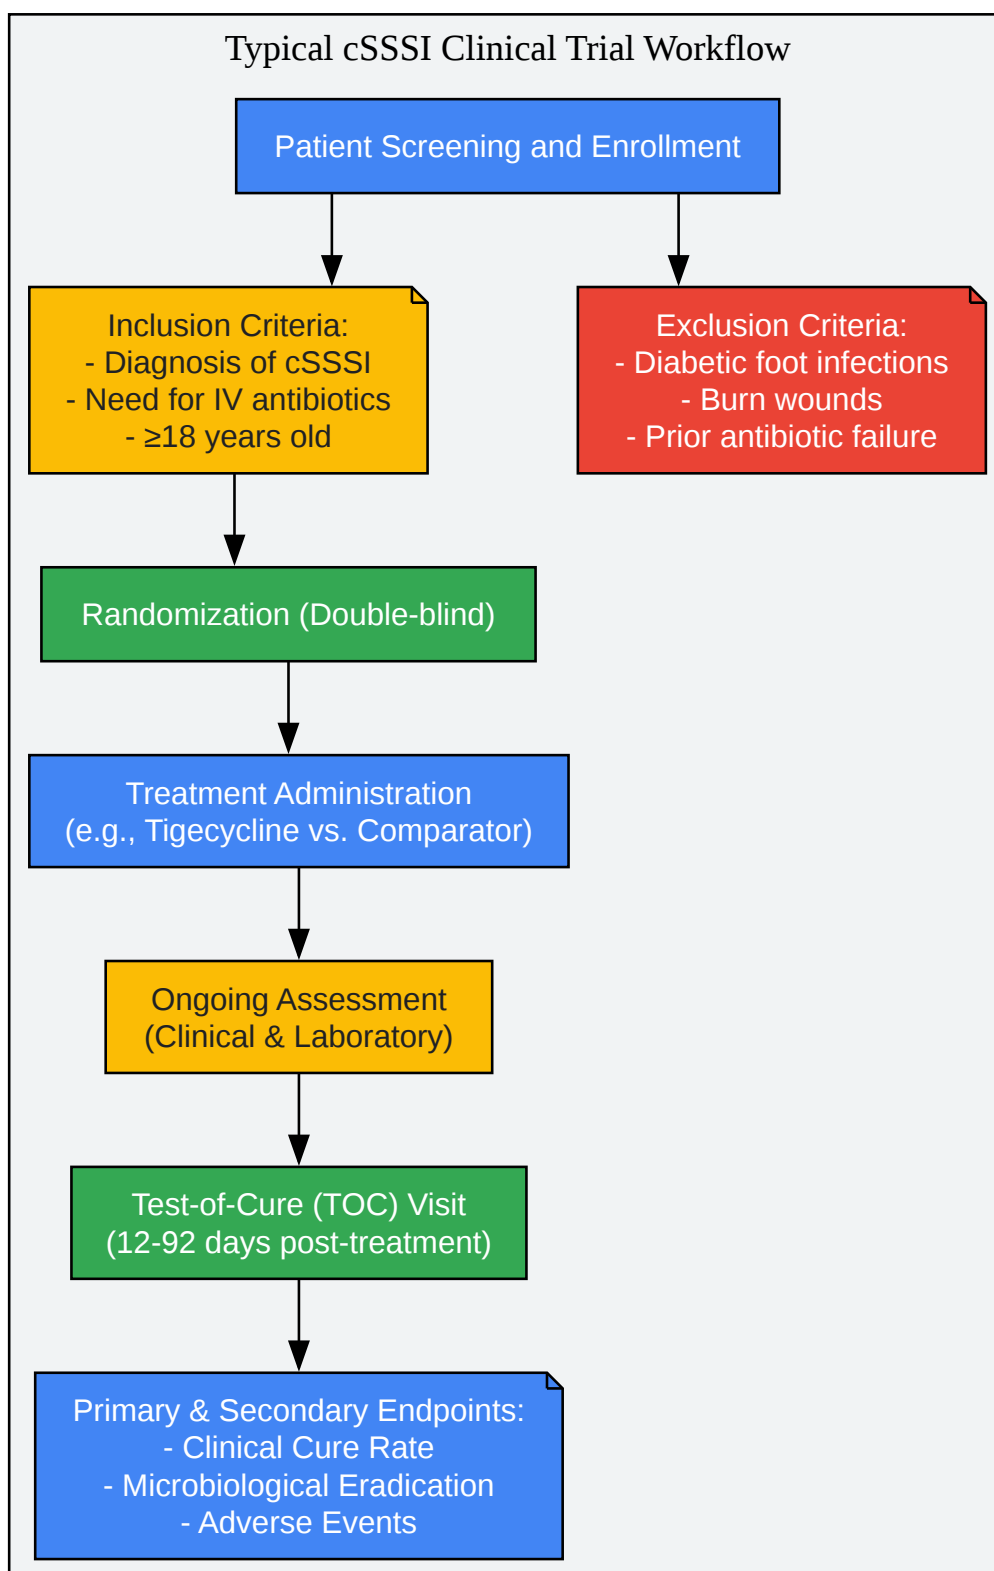 Typical cSSSI Clinical Trial Workflow
Patient Screening and Enrollment
Inclusion Criteria:
- Diagnosis of cSSSI
- Need for IV antibiotics
- ≥18 years old
Exclusion Criteria:
- Diabetic foot infections
- Burn wounds
- Prior antibiotic failure
Randomization (Double-blind)
Treatment Administration
(e.g., Tigecycline vs. Comparator)
Ongoing Assessment
(Clinical & Laboratory)
Test-of-Cure (TOC) Visit
(12-92 days post-treatment)
Primary & Secondary Endpoints:
- Clinical Cure Rate
- Microbiological Eradication
- Adverse Events